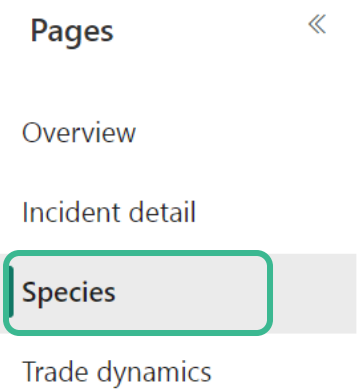 Pages
Overview
Incident detail
Species
Trade dynamics